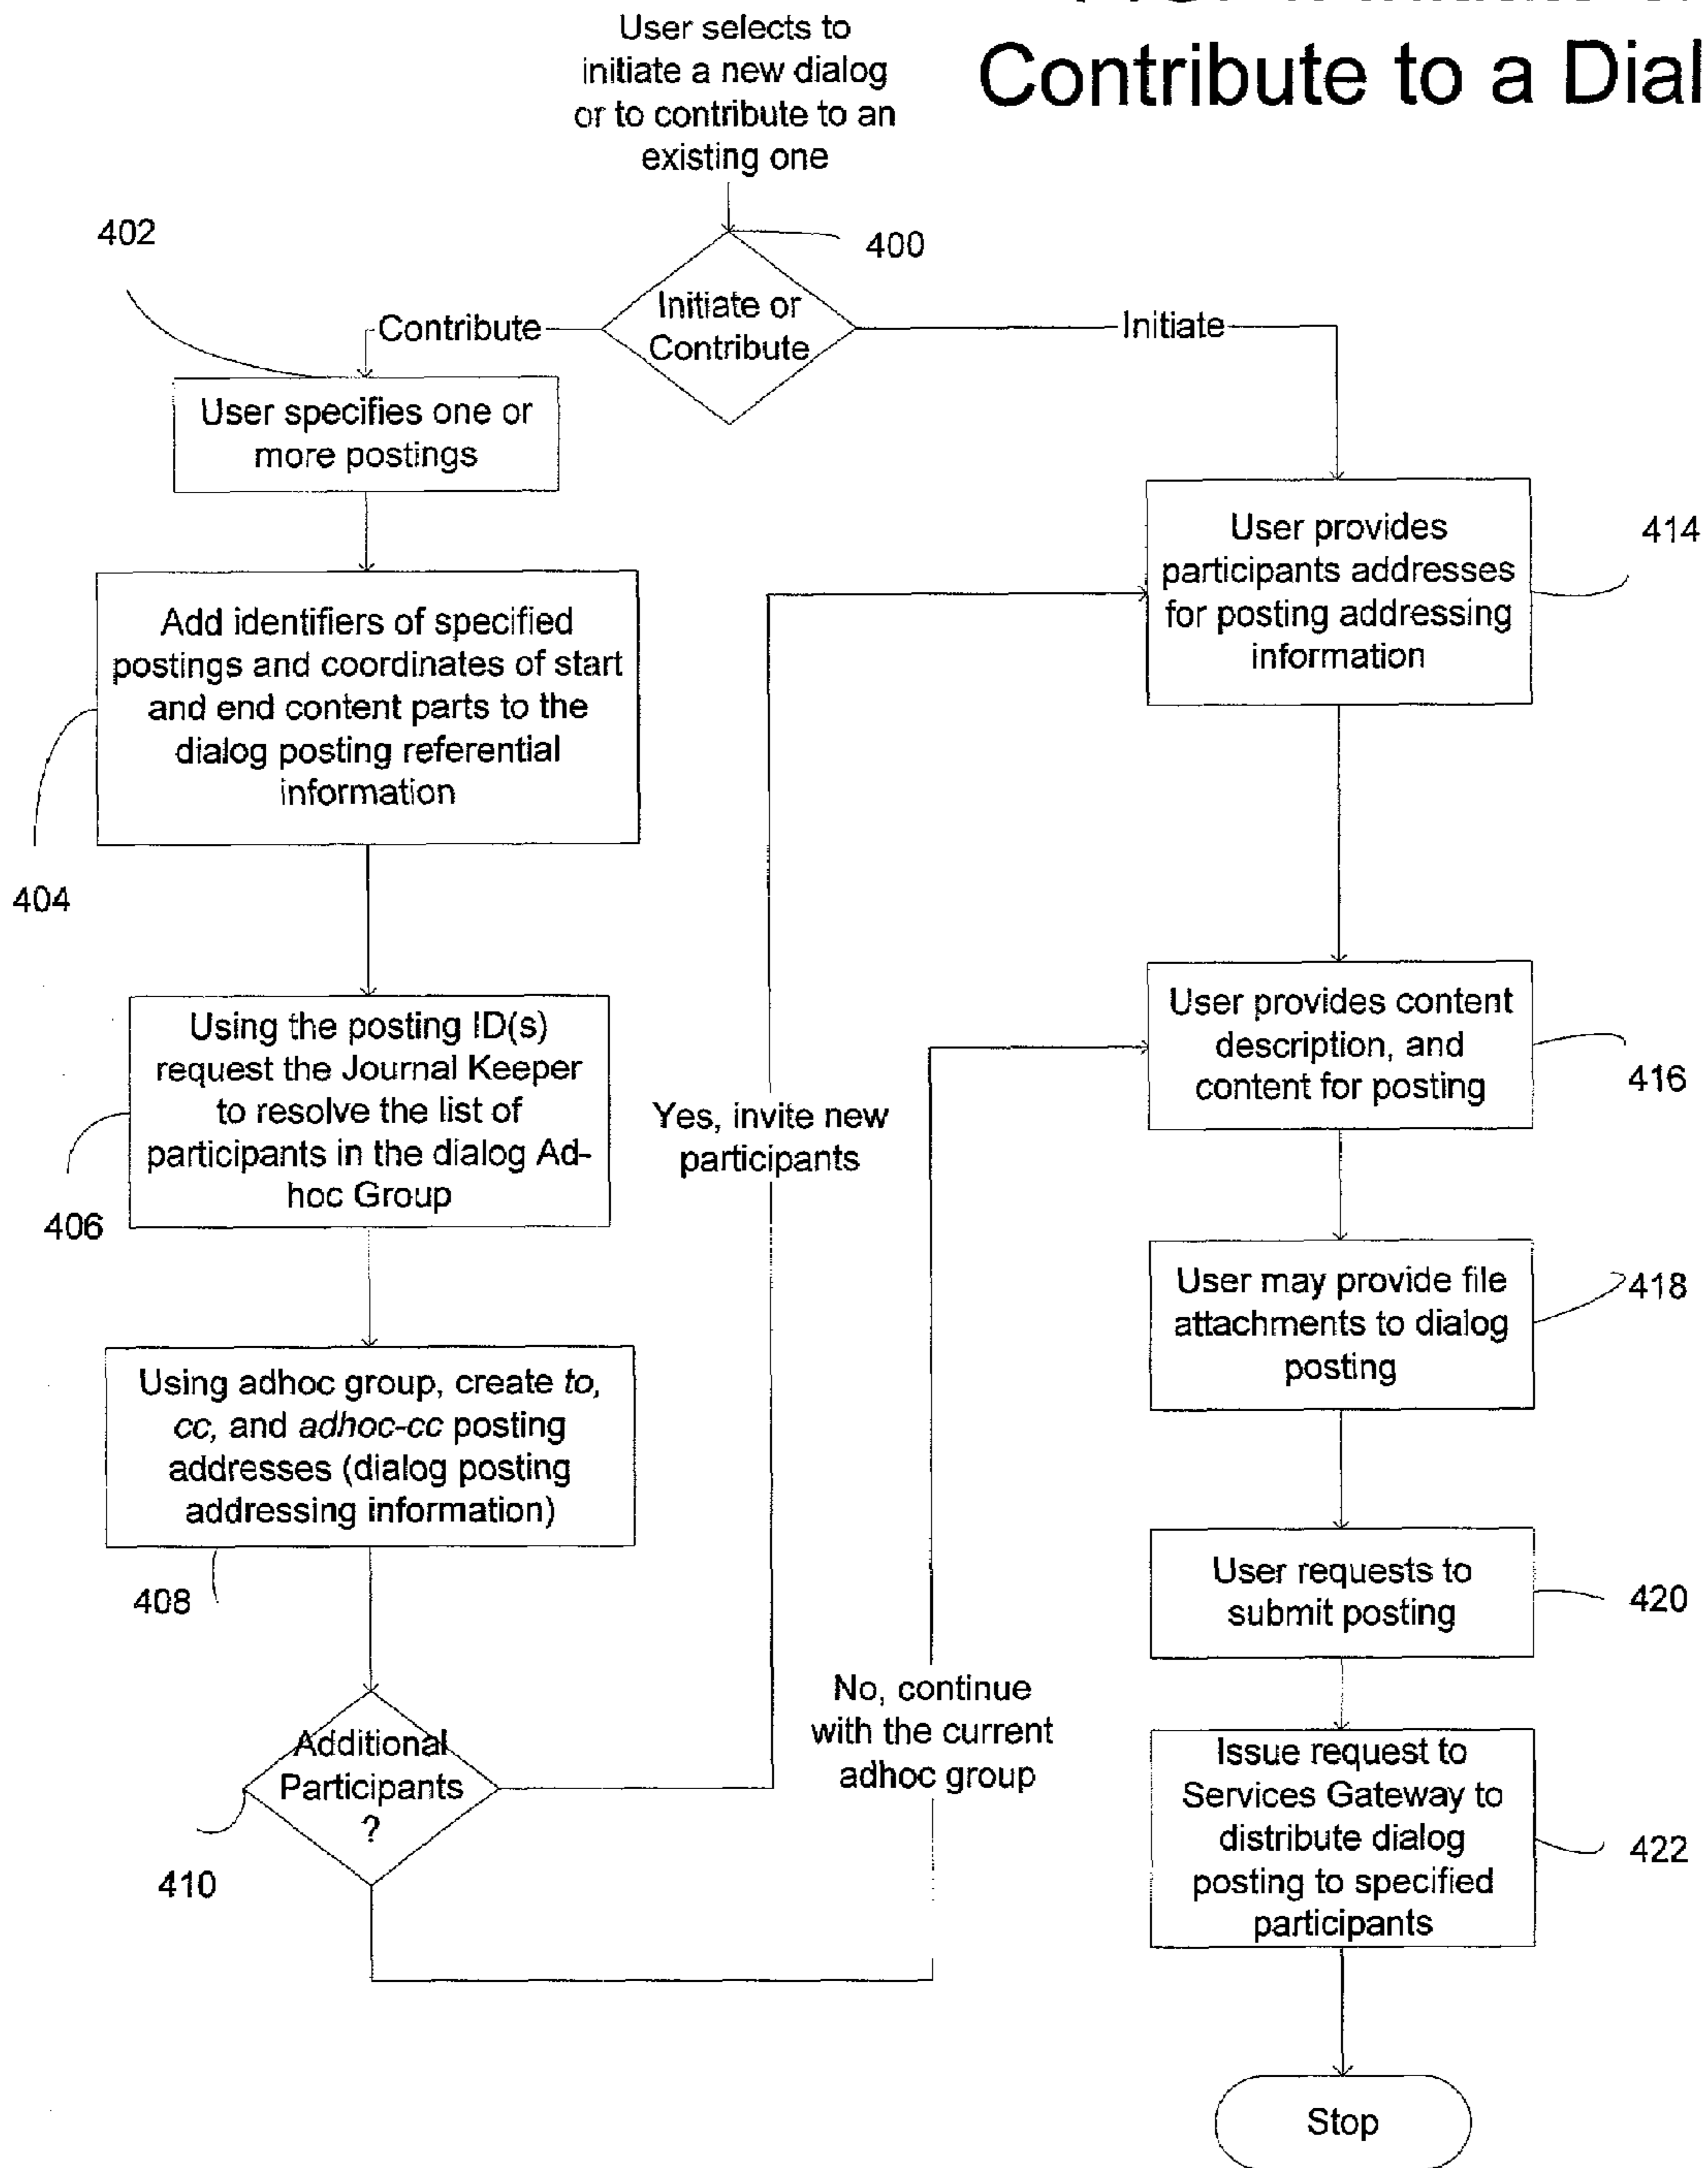 Contribute to a Dial
User selects to
initiate a new dialog
or to contribute to an
existing one
400
402
Initiate or
Contribute
Contribute
Initiate
User specifies one or
more postings
Add identifiers of specified
postings and coordinates of start
and end content parts to the
dialog posting referential
information
404
Using the posting ID(s)
request the Journal Keeper
to resolve the list of
participants in the dialog Ad-
hoc Group
406
Using adhoc group, create to,
cc, and adhoc-cc posting
addresses (dialog posting
addressing information)
408
Additional
Participants
?
410
Yes, invite new
participants
No, continue
with the current
adhoc group
User provides
participants addresses
for posting addressing
information
414
User provides content
description, and
content for posting
416
User may provide file
attachments to dialog
posting
418
User requests to
submit posting
420
Issue request to
Services Gateway to
distribute dialog
posting to specified
participants
422
Stop